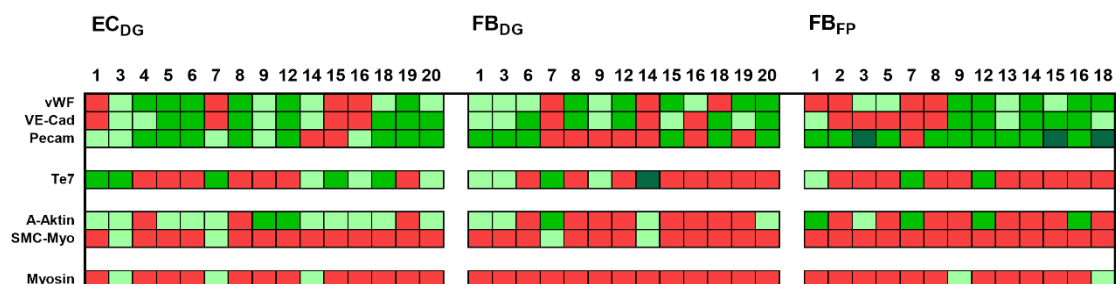 EC_DG FB_DG FB_FP
1 3 4 5 6 7 8 9 12 14 15 16 18 19 20 1 3 6 7 8 9 12 14 15 16 18 19 20 1 2 3 5 7 8 9 12 13 14 15 16 18
vWF
VE-Cad
Pecam
Te7
A-Aktin
SMC-Myo
Myosin